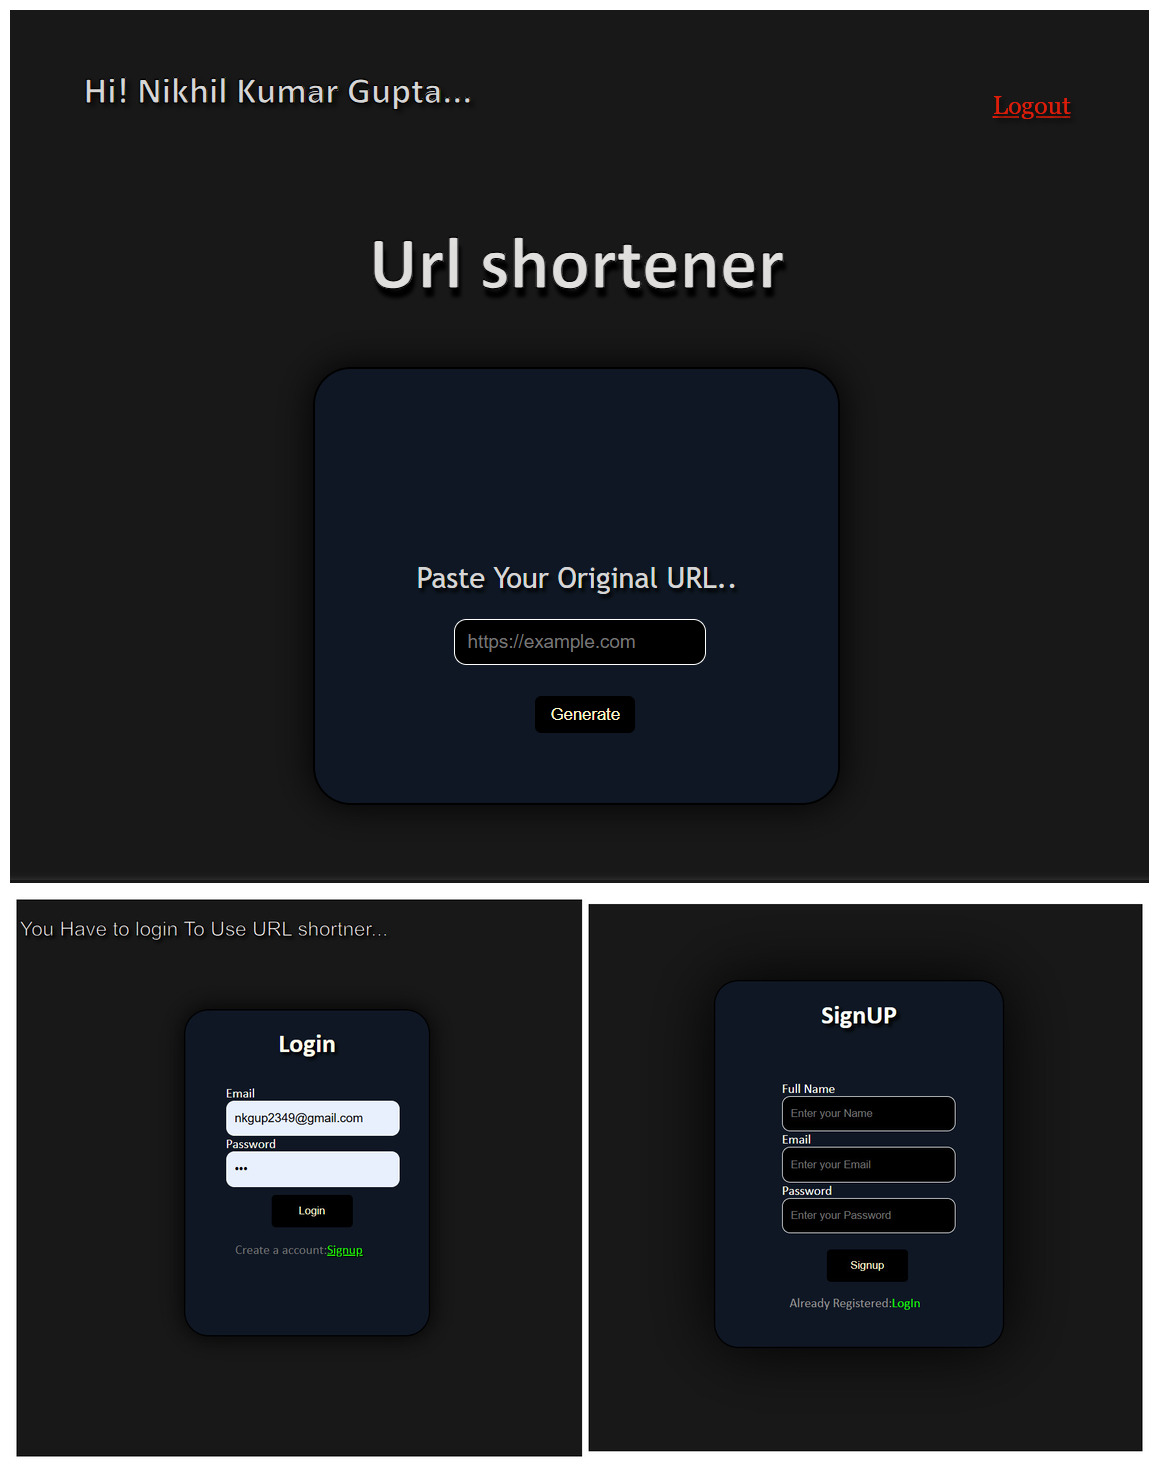 Hi! Nikhil Kumar Gupta...
Logout
Url shortener
Paste Your Original URL..
https://example.com
Generate
You Have to login To Use URL shortner...
Login
Email
nkgup2349@gmail.com
Password
•••
Login
Create a account:Signup
SignUP
Full Name
Enter your Name
Email
Enter your Email
Password
Enter your Password
Signup
Already Registered:LogIn